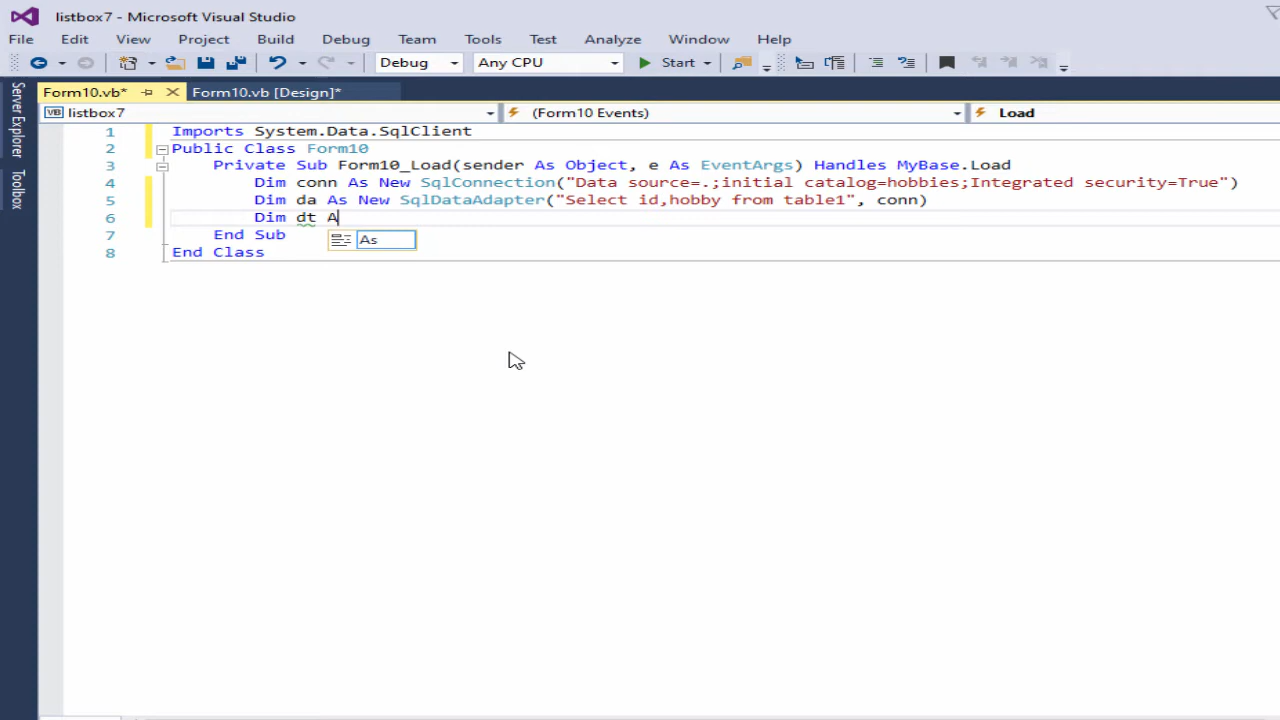 listbox7 - Microsoft Visual Studio
File Edit View Project Build Debug Team Tools Test Analyze Window Help
Debug Any CPU Start
Server Explorer
Toolbox
Form10.vb* Form10.vb [Design]*
VB listbox7 (Form10 Events) Load
1 Imports System.Data.SqlClient
2 Public Class Form10
3 Private Sub Form10_Load(sender As Object, e As EventArgs) Handles MyBase.Load
4 Dim conn As New SqlConnection("Data source=.;initial catalog=hobbies;Integrated security=True")
5 Dim da As New SqlDataAdapter("Select id,hobby from table1", conn)
6 Dim dt A
7 End Sub
As
8 End Class